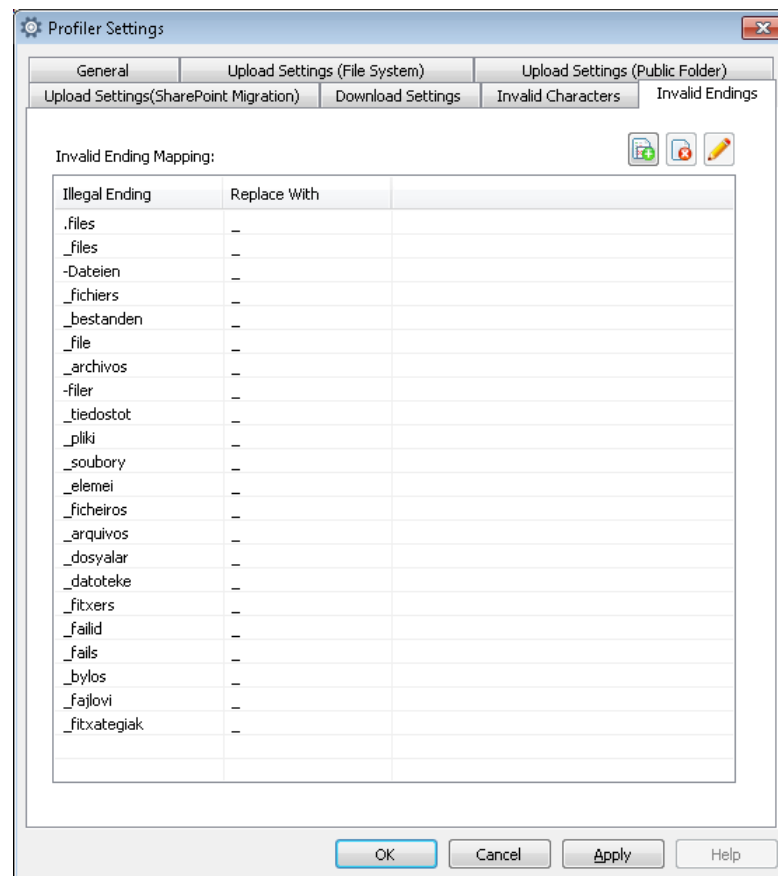 Profiler Settings
General Upload Settings (File System) Upload Settings (Public Folder)
Upload Settings(SharePoint Migration) Download Settings Invalid Characters Invalid Endings
Invalid Ending Mapping:
Illegal Ending Replace With
.files _
_files _
-Dateien _
_fichiers _
_bestanden _
_file _
_archivos _
-filer _
_tiedostot _
_pliki _
_soubory _
_elemei _
_ficheiros _
_arquivos _
_dosyalar _
_datoteke _
_fitxers _
_failid _
_fails _
_bylos _
_fajlovi _
_fitxategiak _
OK Cancel Apply Help